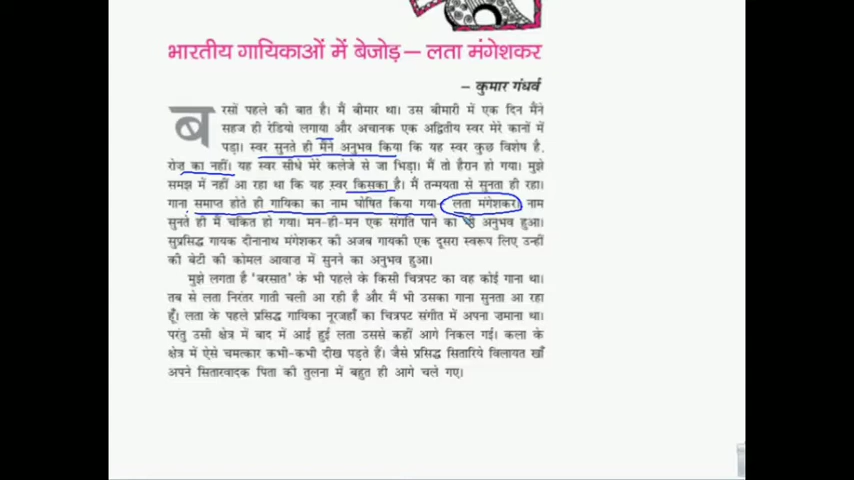 भारतीय गायिकाओं में बेजोड़ – लता मंगेशकर
– कुमार गंधर्व
बरसों पहले की बात है। मैं बीमार था। उस बीमारी में एक दिन मैंने
सहज ही रेडियो लगाया और अचानक एक अद्वितीय स्वर मेरे कानों में
पड़ा। स्वर सुनते ही मैंने अनुभव किया कि यह स्वर कुछ विशेष है,
रोज़ का नहीं। यह स्वर सीधे मेरे कलेजे से जा भिड़ा। मैं तो हैरान हो गया। मुझे
समझ में नहीं आ रहा था कि यह स्वर किसका है। मैं तन्मयता से सुनता ही रहा।
गाना समाप्त होते ही गायिका का नाम घोषित किया गया- लता मंगेशकर। नाम
सुनते ही मैं चकित हो गया। मन-ही-मन एक संगति पाने का भी अनुभव हुआ।
सुप्रसिद्ध गायक दीनानाथ मंगेशकर की अजब गायकी एक दूसरा स्वरूप लिए उन्हीं
की बेटी की कोमल आवाज़ में सुनने का अनुभव हुआ।
मुझे लगता है 'बरसात' के भी पहले के किसी चित्रपट का वह कोई गाना था।
तब से लता निरंतर गाती चली आ रही है और मैं भी उसका गाना सुनता आ रहा
हूँ। लता के पहले प्रसिद्ध गायिका नूरजहाँ का चित्रपट संगीत में अपना ज़माना था।
परंतु उसी क्षेत्र में बाद में आई हुई लता उससे कहीं आगे निकल गई। कला के
क्षेत्र में ऐसे चमत्कार कभी-कभी दीख पड़ते हैं। जैसे प्रसिद्ध सितारिये विलायत खाँ
अपने सितारवादक पिता की तुलना में बहुत ही आगे चले गए।